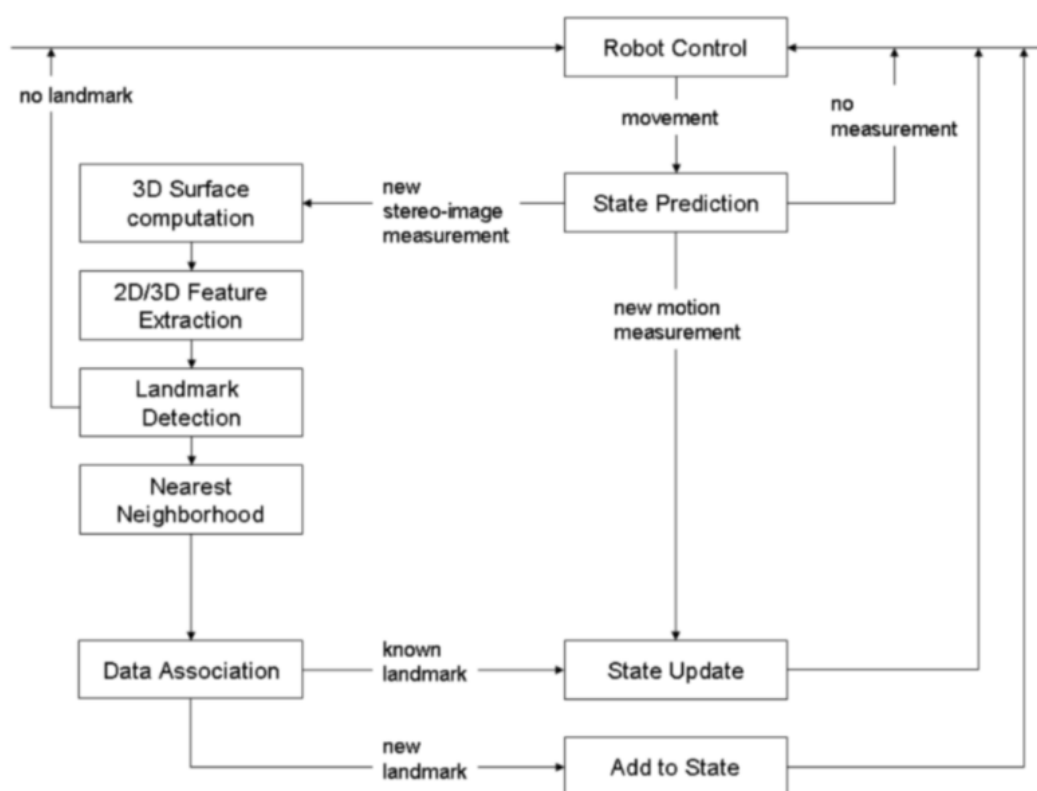 Robot Control
no landmark
movement
no
measurement
3D Surface
computation
new
stereo-image
measurement
State Prediction
2D/3D Feature
Extraction
new motion
measurement
Landmark
Detection
Nearest
Neighborhood
Data Association
known
landmark
State Update
new
landmark
Add to State